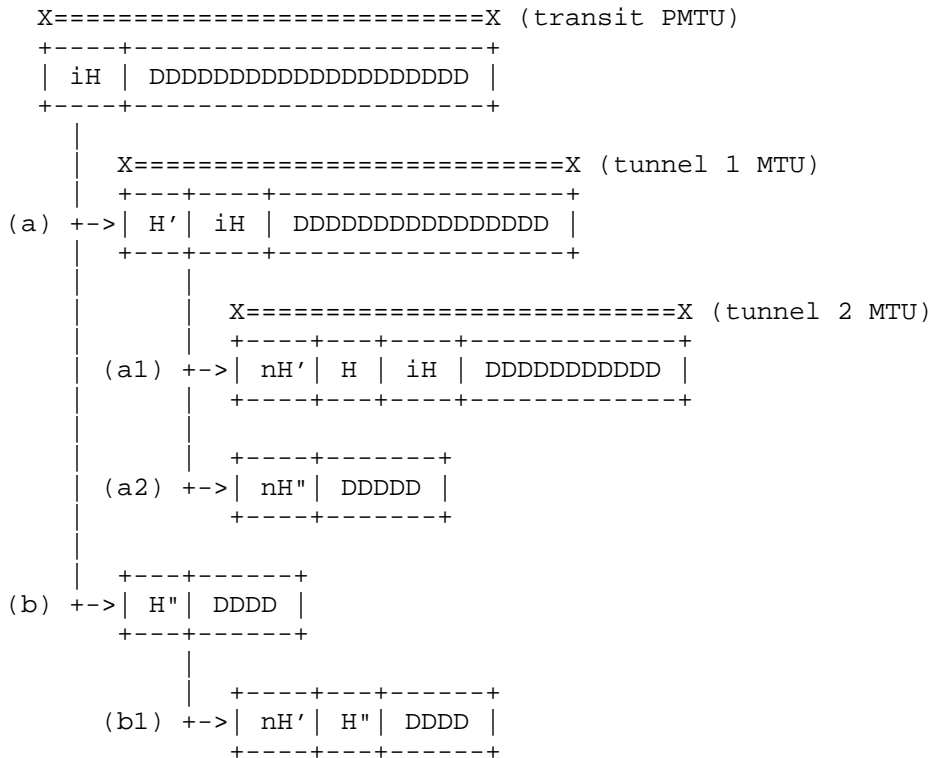 X===========================X (transit PMTU)
+----+----------------------+
| iH | DDDDDDDDDDDDDDDDDDDD |
+----+----------------------+
|
| X===========================X (tunnel 1 MTU)
| +---+----+------------------+
(a) +->| H'| iH | DDDDDDDDDDDDDDDD |
| +---+----+------------------+
| |
| | X===========================X (tunnel 2 MTU)
| | +----+---+----+-------------+
| (a1) +->| nH'| H | iH | DDDDDDDDDDD |
| | +----+---+----+-------------+
| |
| | +----+-------+
| (a2) +->| nH"| DDDDD |
| +----+-------+
|
| +---+------+
(b) +->| H"| DDDD |
+---+------+
|
| +----+---+------+
(b1) +->| nH'| H"| DDDD |
+----+---+------+